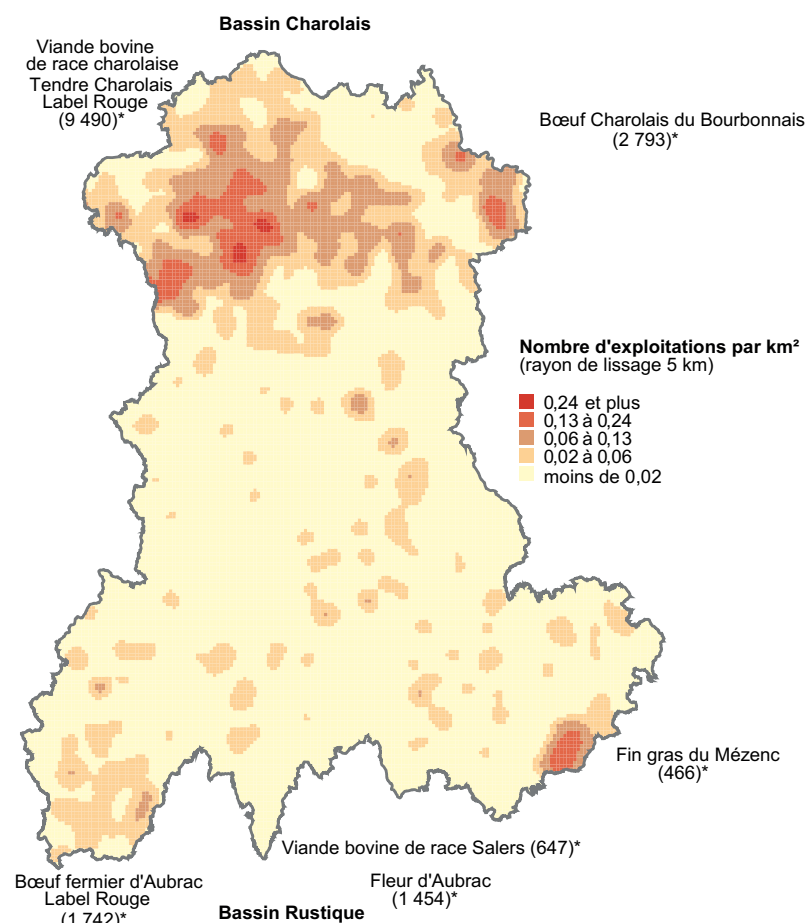 Bassin Charolais
Viande bovine
de race charolaise
Tendre Charolais
Label Rouge
(9 490)*
Bœuf Charolais du Bourbonnais
(2 793)*
Nombre d'exploitations par km²
(rayon de lissage 5 km)
0,24 et plus
0,13 à 0,24
0,06 à 0,13
0,02 à 0,06
moins de 0,02
Fin gras du Mézenc
(466)*
Viande bovine de race Salers (647)*
Bœuf fermier d'Aubrac
Label Rouge
(1 742)*
Fleur d'Aubrac
(1 454)*
Bassin Rustique